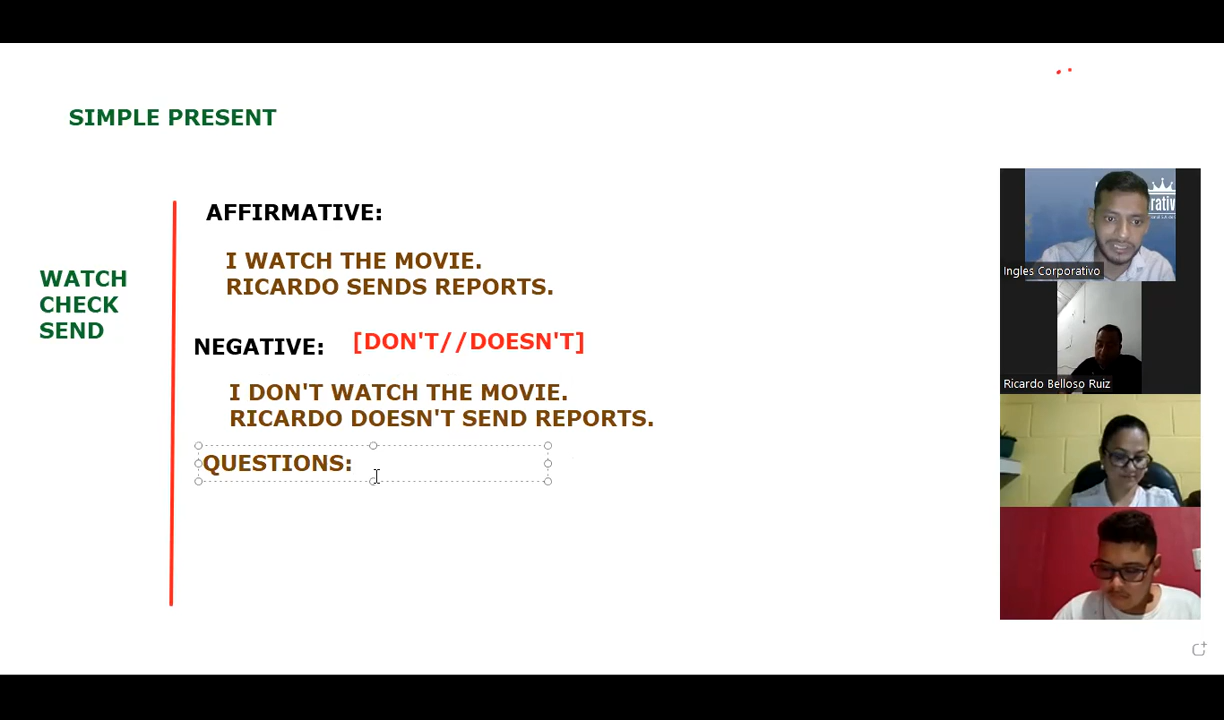 SIMPLE PRESENT
AFFIRMATIVE:
I WATCH THE MOVIE.
RICARDO SENDS REPORTS.
WATCH
CHECK
SEND
NEGATIVE: [DON'T//DOESN'T]
I DON'T WATCH THE MOVIE.
RICARDO DOESN'T SEND REPORTS.
QUESTIONS:
Ingles Corporativo
Ricardo Belloso Ruiz